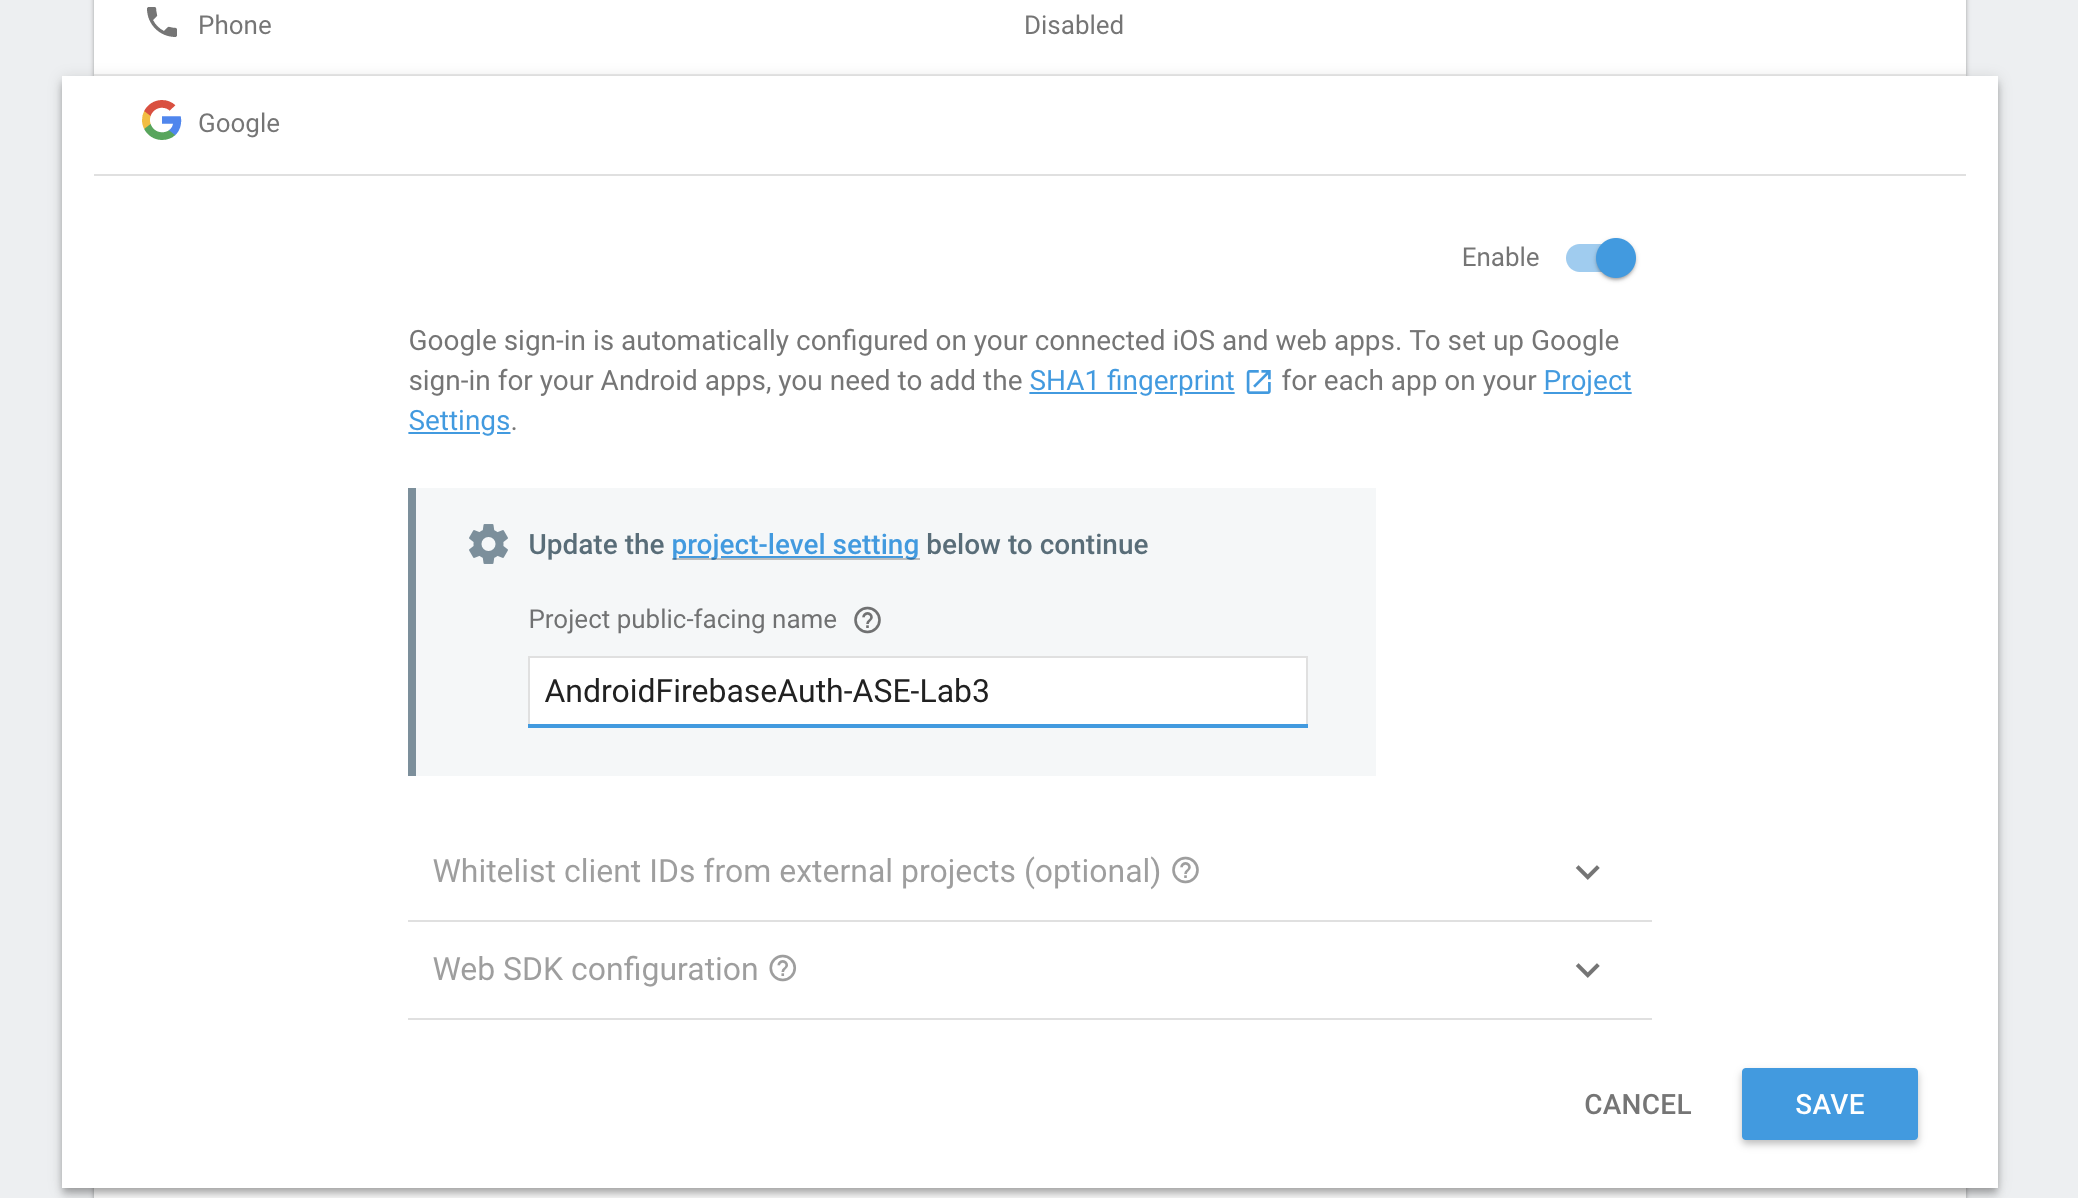 Phone Disabled
Google
Enable
Google sign-in is automatically configured on your connected iOS and web apps. To set up Google
sign-in for your Android apps, you need to add the SHA1 fingerprint for each app on your Project
Settings.
Update the project-level setting below to continue
Project public-facing name
AndroidFirebaseAuth-ASE-Lab3
Whitelist client IDs from external projects (optional)
Web SDK configuration
CANCEL SAVE